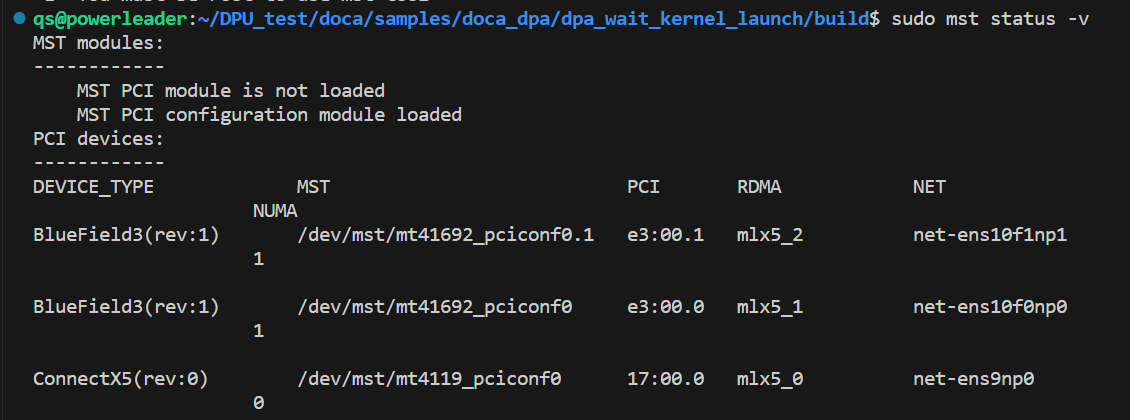 qs@powerleader:~/DPU_test/doca/samples/doca_dpa/dpa_wait_kernel_launch/build$ sudo mst status -v
MST modules:
------------
    MST PCI module is not loaded
    MST PCI configuration module loaded
PCI devices:
------------
DEVICE_TYPE             MST                           PCI       RDMA            NET
                    NUMA
BlueField3(rev:1)       /dev/mst/mt41692_pciconf0.1   e3:00.1   mlx5_2          net-ens10f1np1
                    1
BlueField3(rev:1)       /dev/mst/mt41692_pciconf0     e3:00.0   mlx5_1          net-ens10f0np0
                    1
ConnectX5(rev:0)        /dev/mst/mt4119_pciconf0      17:00.0   mlx5_0          net-ens9np0
                    0